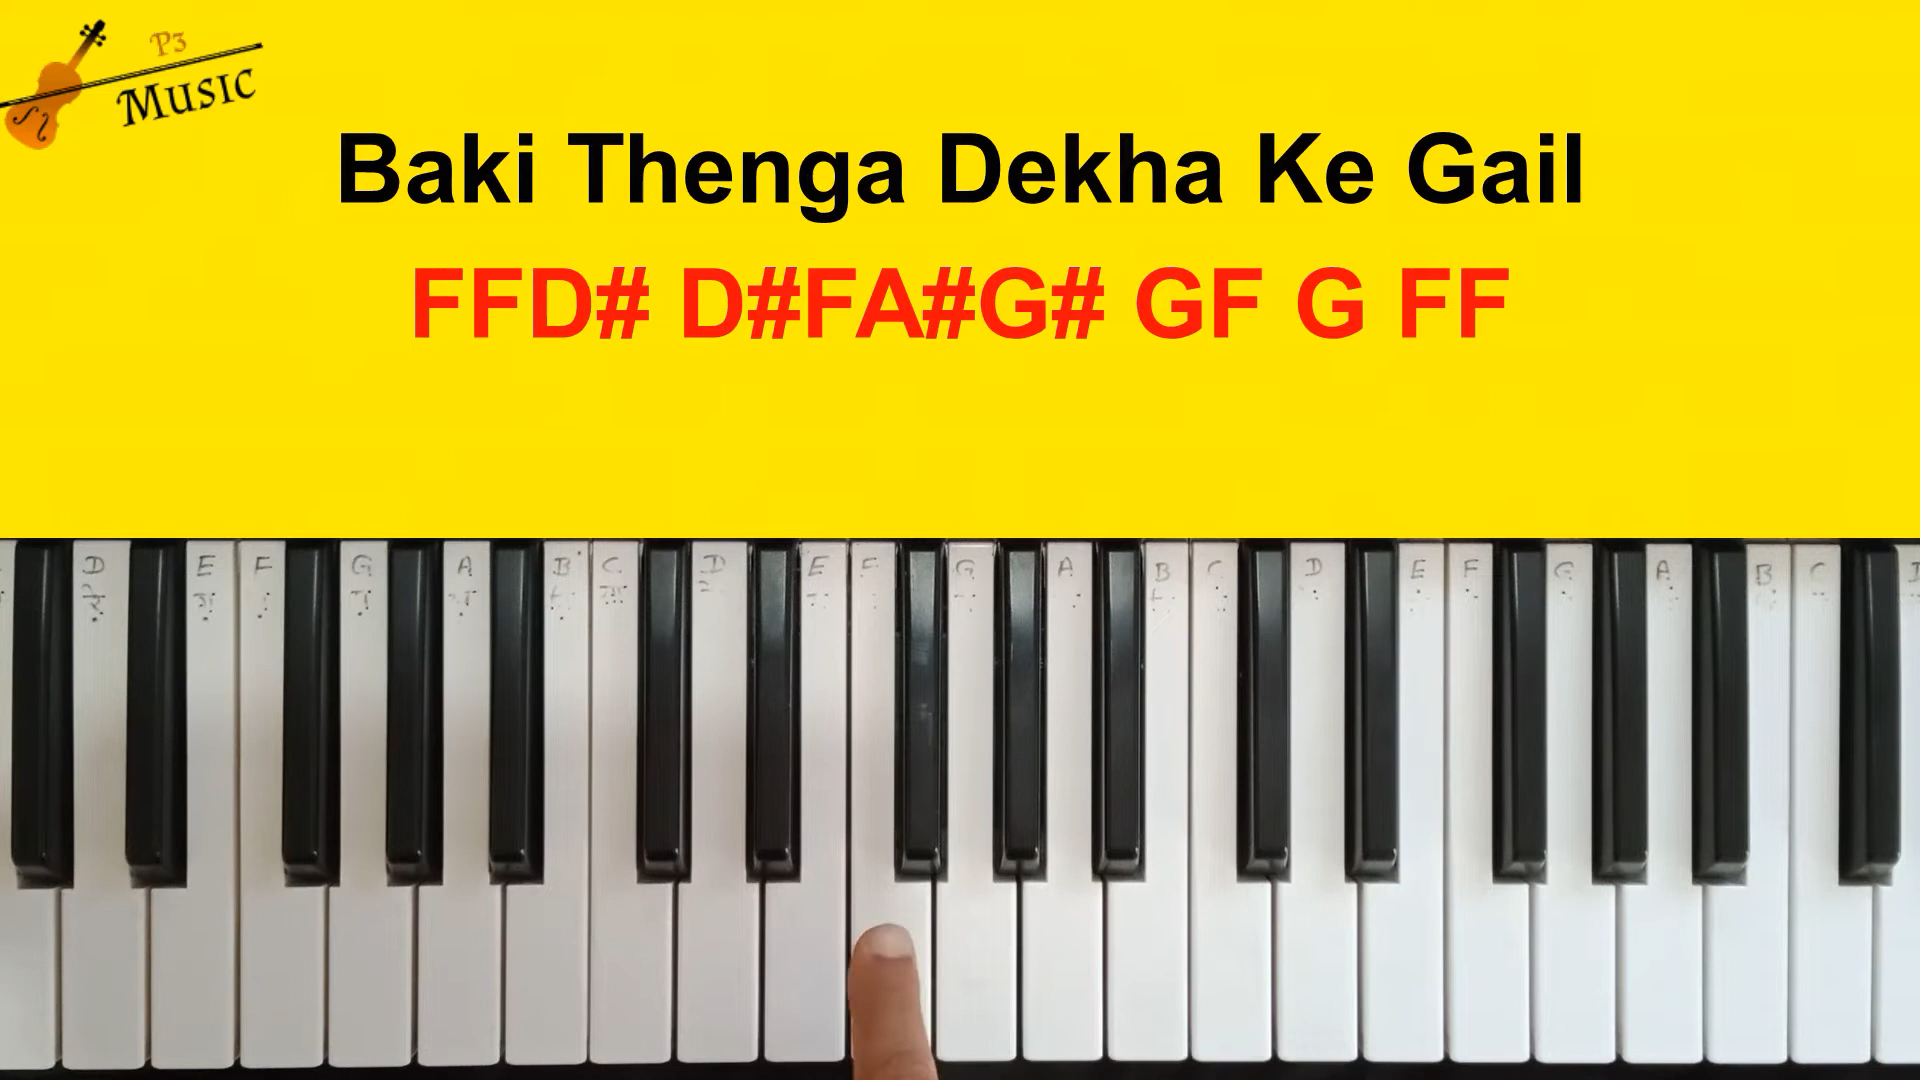 P3
Music
Baki Thenga Dekha Ke Gail
FFD# D#FA#G# GF G FF
D E F G A B C D E F G A B C D E F G A B C D